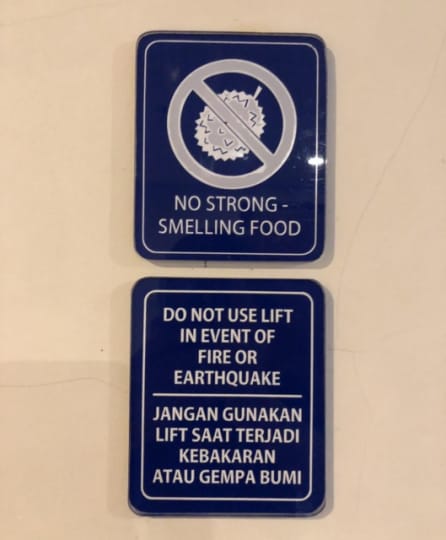 NO STRONG -
SMELLING FOOD
DO NOT USE LIFT
IN EVENT OF
FIRE OR
EARTHQUAKE
JANGAN GUNAKAN
LIFT SAAT TERJADI
KEBAKARAN
ATAU GEMPA BUMI